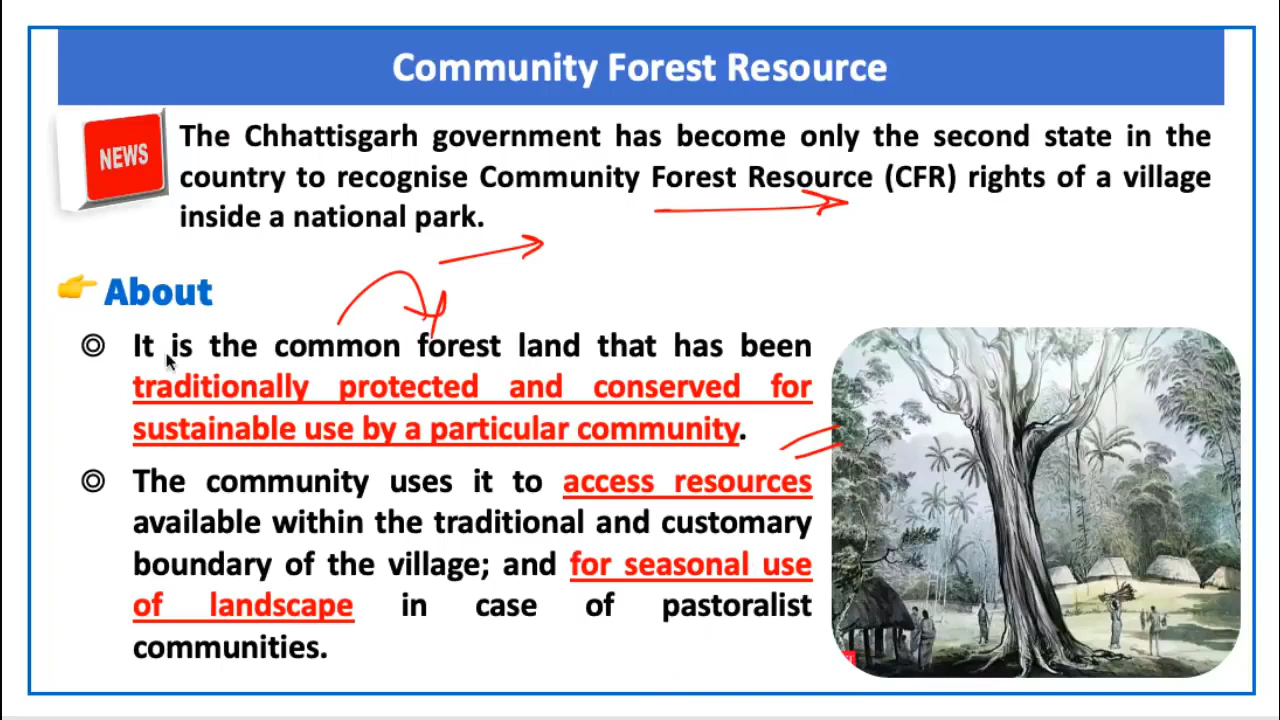 Community Forest Resource
NEWS
The Chhattisgarh government has become only the second state in the
country to recognise Community Forest Resource (CFR) rights of a village
inside a national park.
About
It is the common forest land that has been
traditionally protected and conserved for
sustainable use by a particular community.
The community uses it to access resources
available within the traditional and customary
boundary of the village; and for seasonal use
of landscape in case of pastoralist
communities.